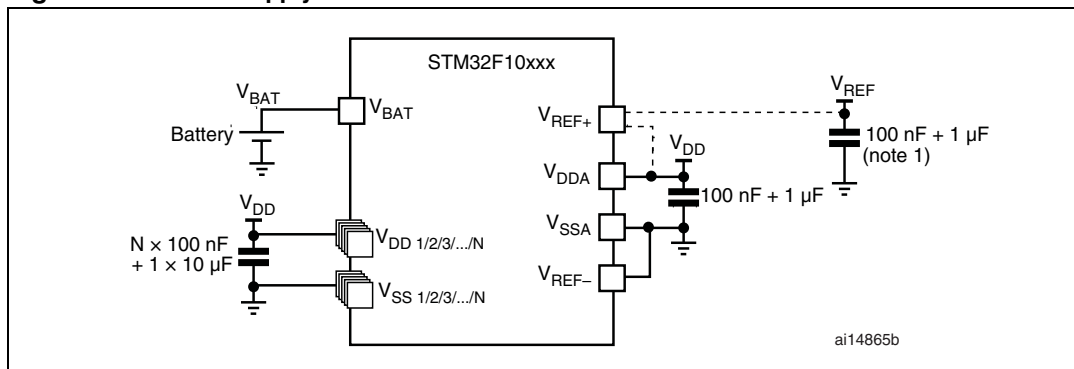 STM32F10xxx
VBAT
VBAT
Battery
VDD
N × 100 nF
+ 1 × 10 µF
VDD 1/2/3/.../N
VSS 1/2/3/.../N
VREF+
VDDA
VSSA
VREF–
VDD
100 nF + 1 µF
VREF
100 nF + 1 µF
(note 1)
ai14865b